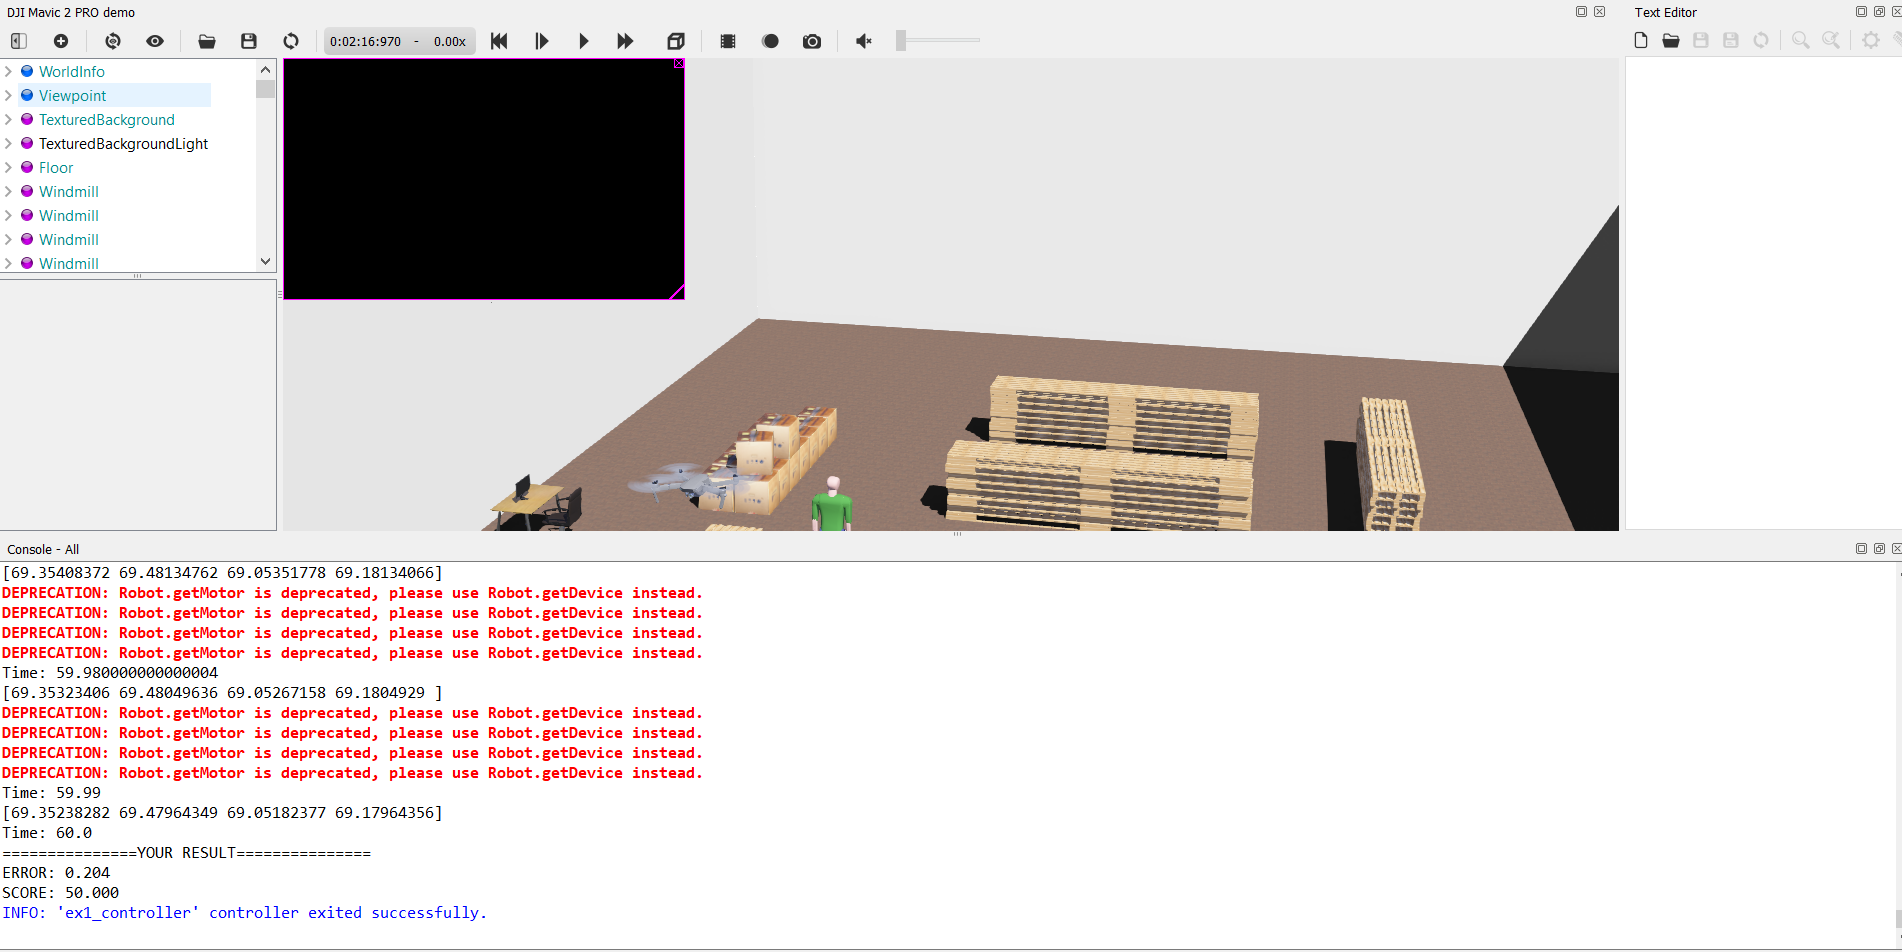 DJI Mavic 2 PRO demo
Text Editor
0:02:16:970 - 0.00x
WorldInfo
Viewpoint
TexturedBackground
TexturedBackgroundLight
Floor
Windmill
Windmill
Windmill
Windmill
Console - All
[69.35408372 69.48134762 69.05351778 69.18134066]
DEPRECATION: Robot.getMotor is deprecated, please use Robot.getDevice instead.
DEPRECATION: Robot.getMotor is deprecated, please use Robot.getDevice instead.
DEPRECATION: Robot.getMotor is deprecated, please use Robot.getDevice instead.
DEPRECATION: Robot.getMotor is deprecated, please use Robot.getDevice instead.
Time: 59.980000000000004
[69.35323406 69.48049636 69.05267158 69.1804929 ]
DEPRECATION: Robot.getMotor is deprecated, please use Robot.getDevice instead.
DEPRECATION: Robot.getMotor is deprecated, please use Robot.getDevice instead.
DEPRECATION: Robot.getMotor is deprecated, please use Robot.getDevice instead.
DEPRECATION: Robot.getMotor is deprecated, please use Robot.getDevice instead.
Time: 59.99
[69.35238282 69.47964349 69.05182377 69.17964356]
Time: 60.0
===============YOUR RESULT===============
ERROR: 0.204
SCORE: 50.000
INFO: 'ex1_controller' controller exited successfully.